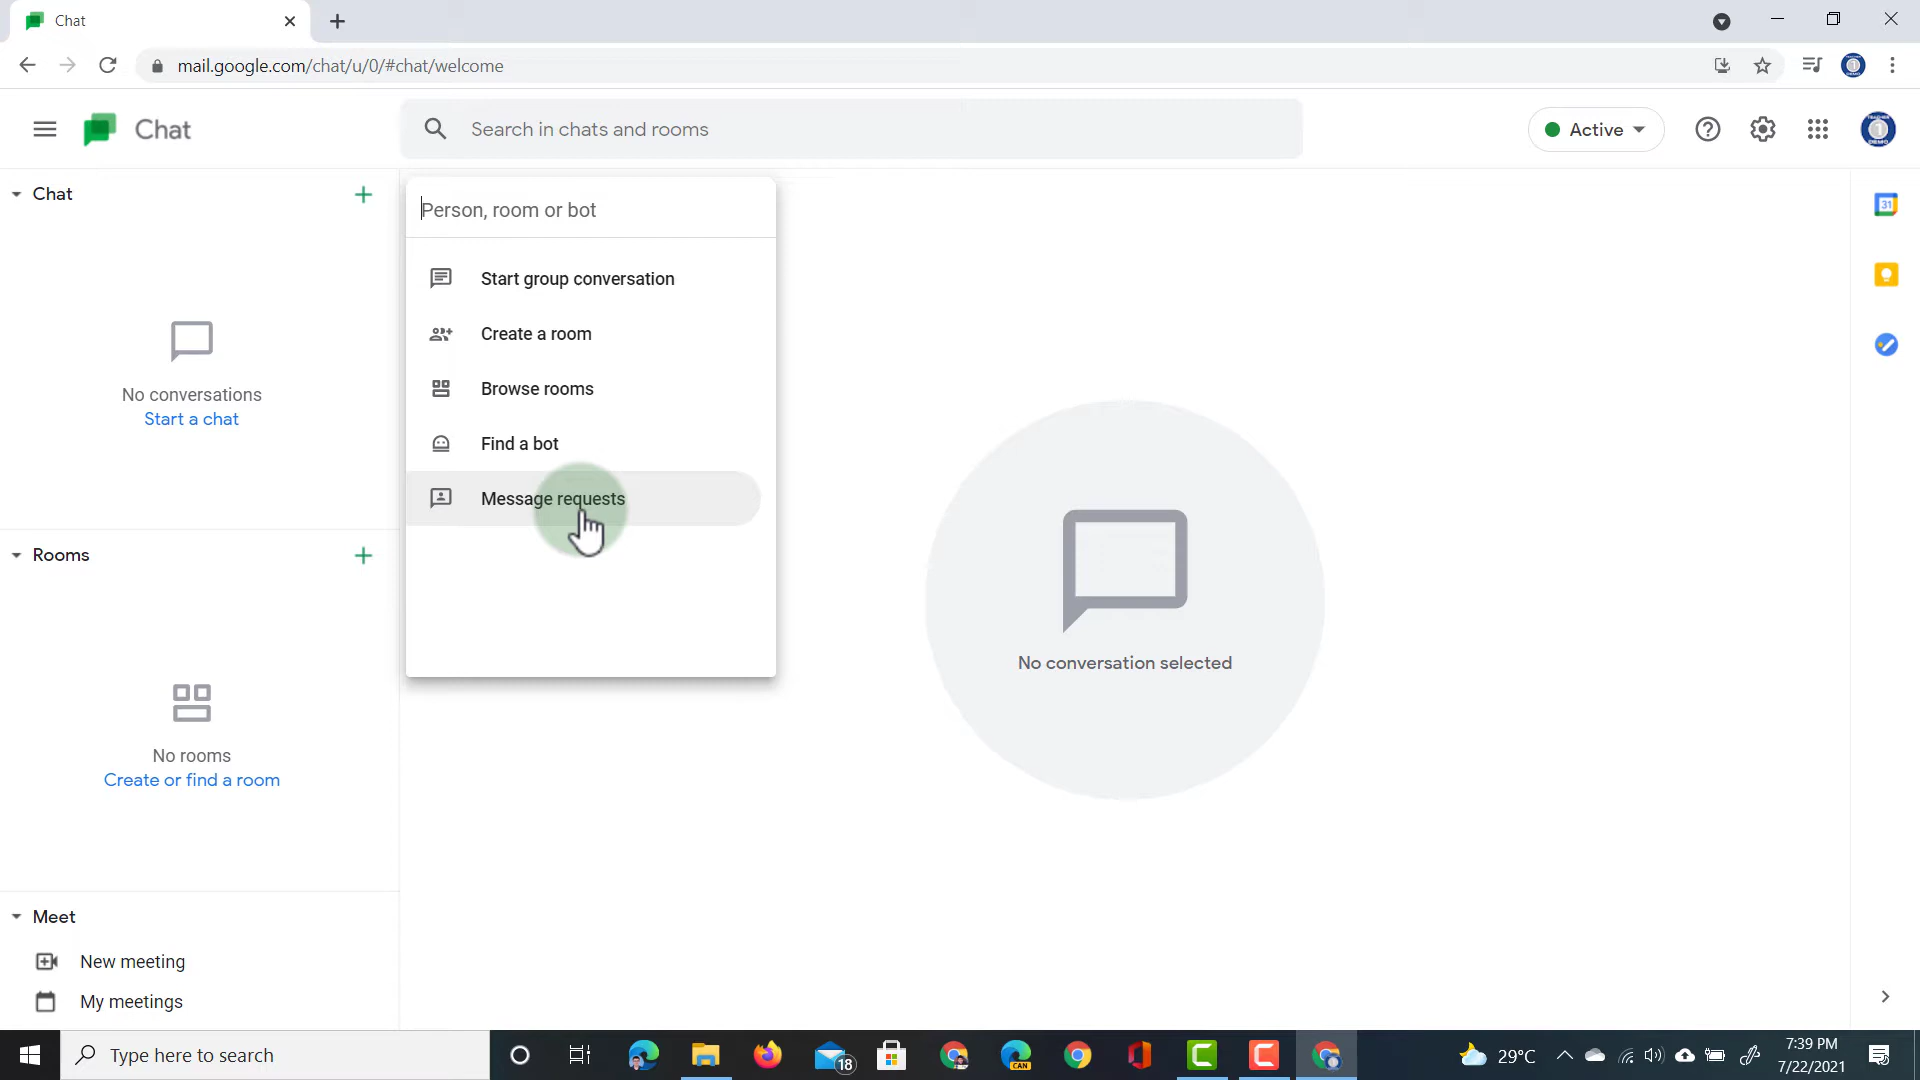 Chat
mail.google.com/chat/u/0/#chat/welcome
Chat
Search in chats and rooms
Active
Chat
Person, room or bot
31
Start group conversation
Create a room
No conversations
Start a chat
Browse rooms
Find a bot
Message requests
Rooms
No conversation selected
No rooms
Create or find a room
Meet
New meeting
My meetings
Type here to search
18
CAN
29°C
7:39 PM
7/22/2021